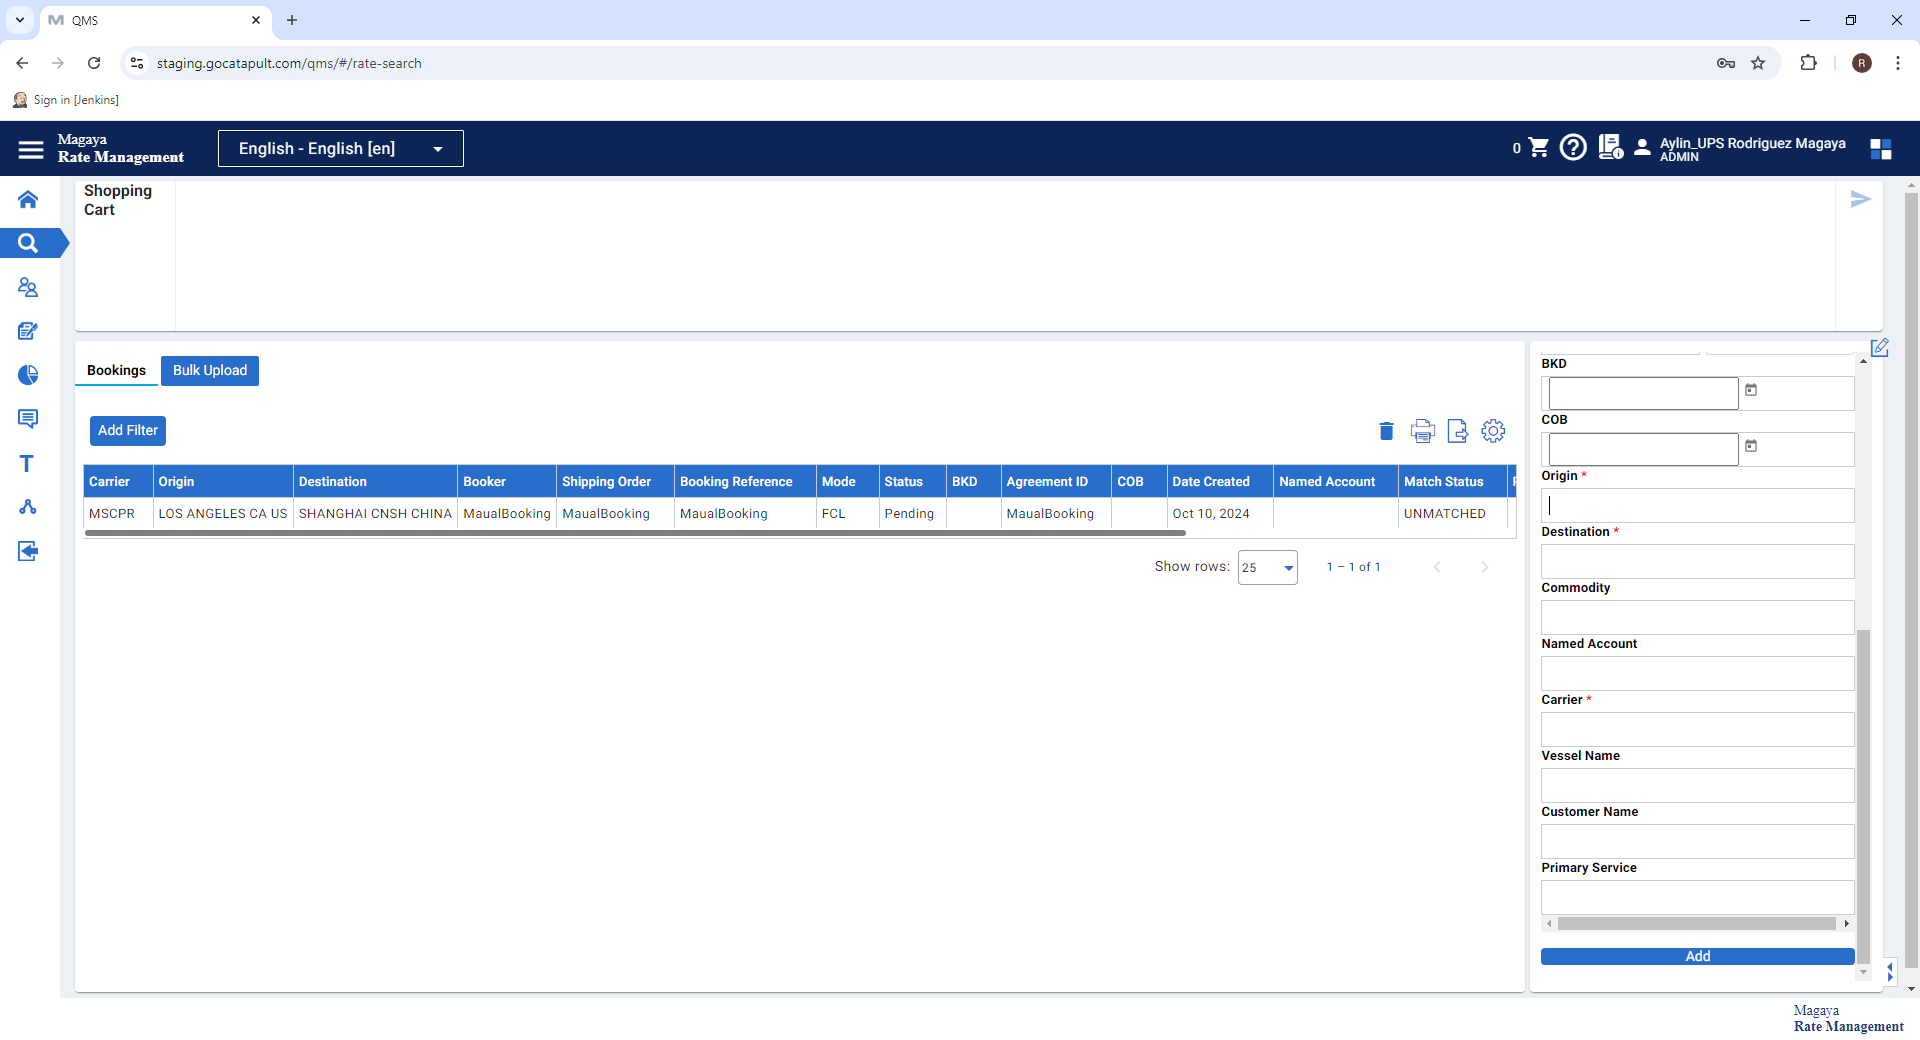 QMS
staging.gocatapult.com/qms/#/rate-search
R
Sign in [Jenkins]
Magaya
Rate Management
English - English [en]
0
Aylin_UPS Rodriguez Magaya
ADMIN
Shopping
Cart
Bookings
Bulk Upload
Add Filter
Carrier Origin Destination Booker Shipping Order Booking Reference Mode Status BKD Agreement ID COB Date Created Named Account Match Status
MSCPR LOS ANGELES CA US SHANGHAI CNSH CHINA MaualBooking MaualBooking MaualBooking FCL Pending MaualBooking Oct 10, 2024 UNMATCHED
Show rows: 25 1 – 1 of 1
BKD
COB
Origin *
Destination *
Commodity
Named Account
Carrier *
Vessel Name
Customer Name
Primary Service
Add
Magaya
Rate Management